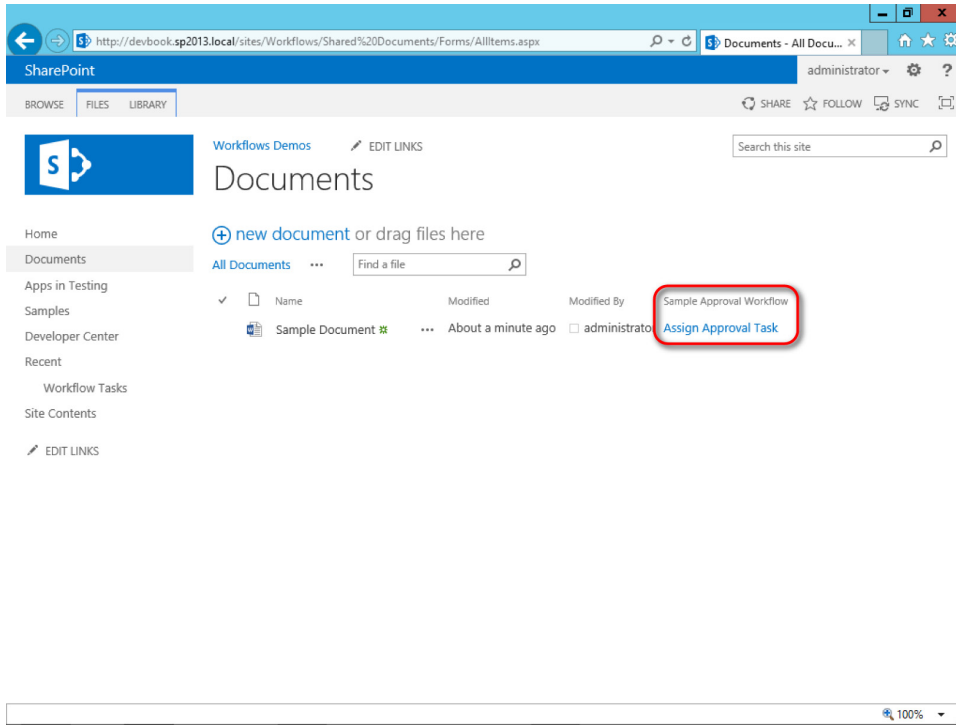 http://devbook.sp2013.local/sites/Workflows/Shared%20Documents/Forms/AllItems.aspx
Documents - All Docu...
SharePoint
administrator
?
BROWSE FILES LIBRARY
SHARE FOLLOW SYNC
S
Workflows Demos EDIT LINKS
Search this site
Documents
new document or drag files here
All Documents ... Find a file
Name Modified Modified By Sample Approval Workflow
Sample Document ... About a minute ago administrator Assign Approval Task
Home
Documents
Apps in Testing
Samples
Developer Center
Recent
Workflow Tasks
Site Contents
EDIT LINKS
100%